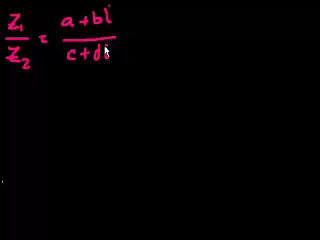 Z₁/Z₂ = (a+bi)/(c+di)